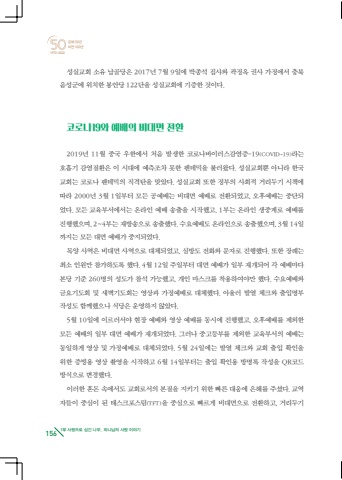 성실교회 소유 납골당은 2017년 7월 9일에 박종석 집사와 곽정옥 권사 가정에서 충북
음성군에 위치한 봉안당 122단을 성실교회에 기증한 것이다.
코로나19와 예배의 비대면 전환
2019년 11월 중국 우한에서 처음 발생한 코로나바이러스감염증-19(COVID-19)라는
호흡기 감염질환은 이 시대에 예측조차 못한 팬데믹을 불러왔다. 성실교회뿐 아니라 한국
교회는 코로나 팬데믹의 직격탄을 맞았다. 성실교회 또한 정부의 사회적 거리두기 시책에
따라 2000년 3월 1일부터 모든 공예배는 비대면 예배로 전환되었고, 오후예배는 중단되
었다. 모든 교육부서에서는 온라인 예배 송출을 시작했고, 1부는 온라인 생중계로 예배를
진행했으며, 2~4부는 재방송으로 송출했다. 수요예배도 온라인으로 송출했으며, 3월 14일
까지는 모든 대면 예배가 중지되었다.
목양 사역은 비대면 사역으로 대체되었고, 심방도 전화와 문자로 진행했다. 또한 장례는
최소 인원만 참가하도록 했다. 4월 12일 주일부터 대면 예배가 일부 재개되어 각 예배마다
본당 기준 260명의 성도가 참석 가능했고, 개인 마스크를 착용하여야만 했다. 수요예배와
금요기도회 및 새벽기도회는 영상과 가정예배로 대체했다. 아울러 발열 체크와 출입명부
작성도 함께했으나 식당은 운영하지 않았다.
5월 10일에 이르러서야 현장 예배와 영상 예배를 동시에 진행했고, 오후예배를 제외한
모든 예배의 일부 대면 예배가 재개되었다. 그러나 중고등부를 제외한 교육부서의 예배는
동일하게 영상 및 가정예배로 대체되었다. 5월 24일에는 발열 체크와 교회 출입 확인을
위한 증명용 영상 촬영을 시작하고 6월 14일부터는 출입 확인용 방명록 작성을 QR코드
방식으로 변경했다.
이러한 혼돈 속에서도 교회로서의 본질을 지키기 위한 빠른 대응에 은혜를 주셨다. 교역
자들이 중심이 된 테스크포스팀(TFT)을 중심으로 빠르게 비대면으로 전환하고, 거리두기
156